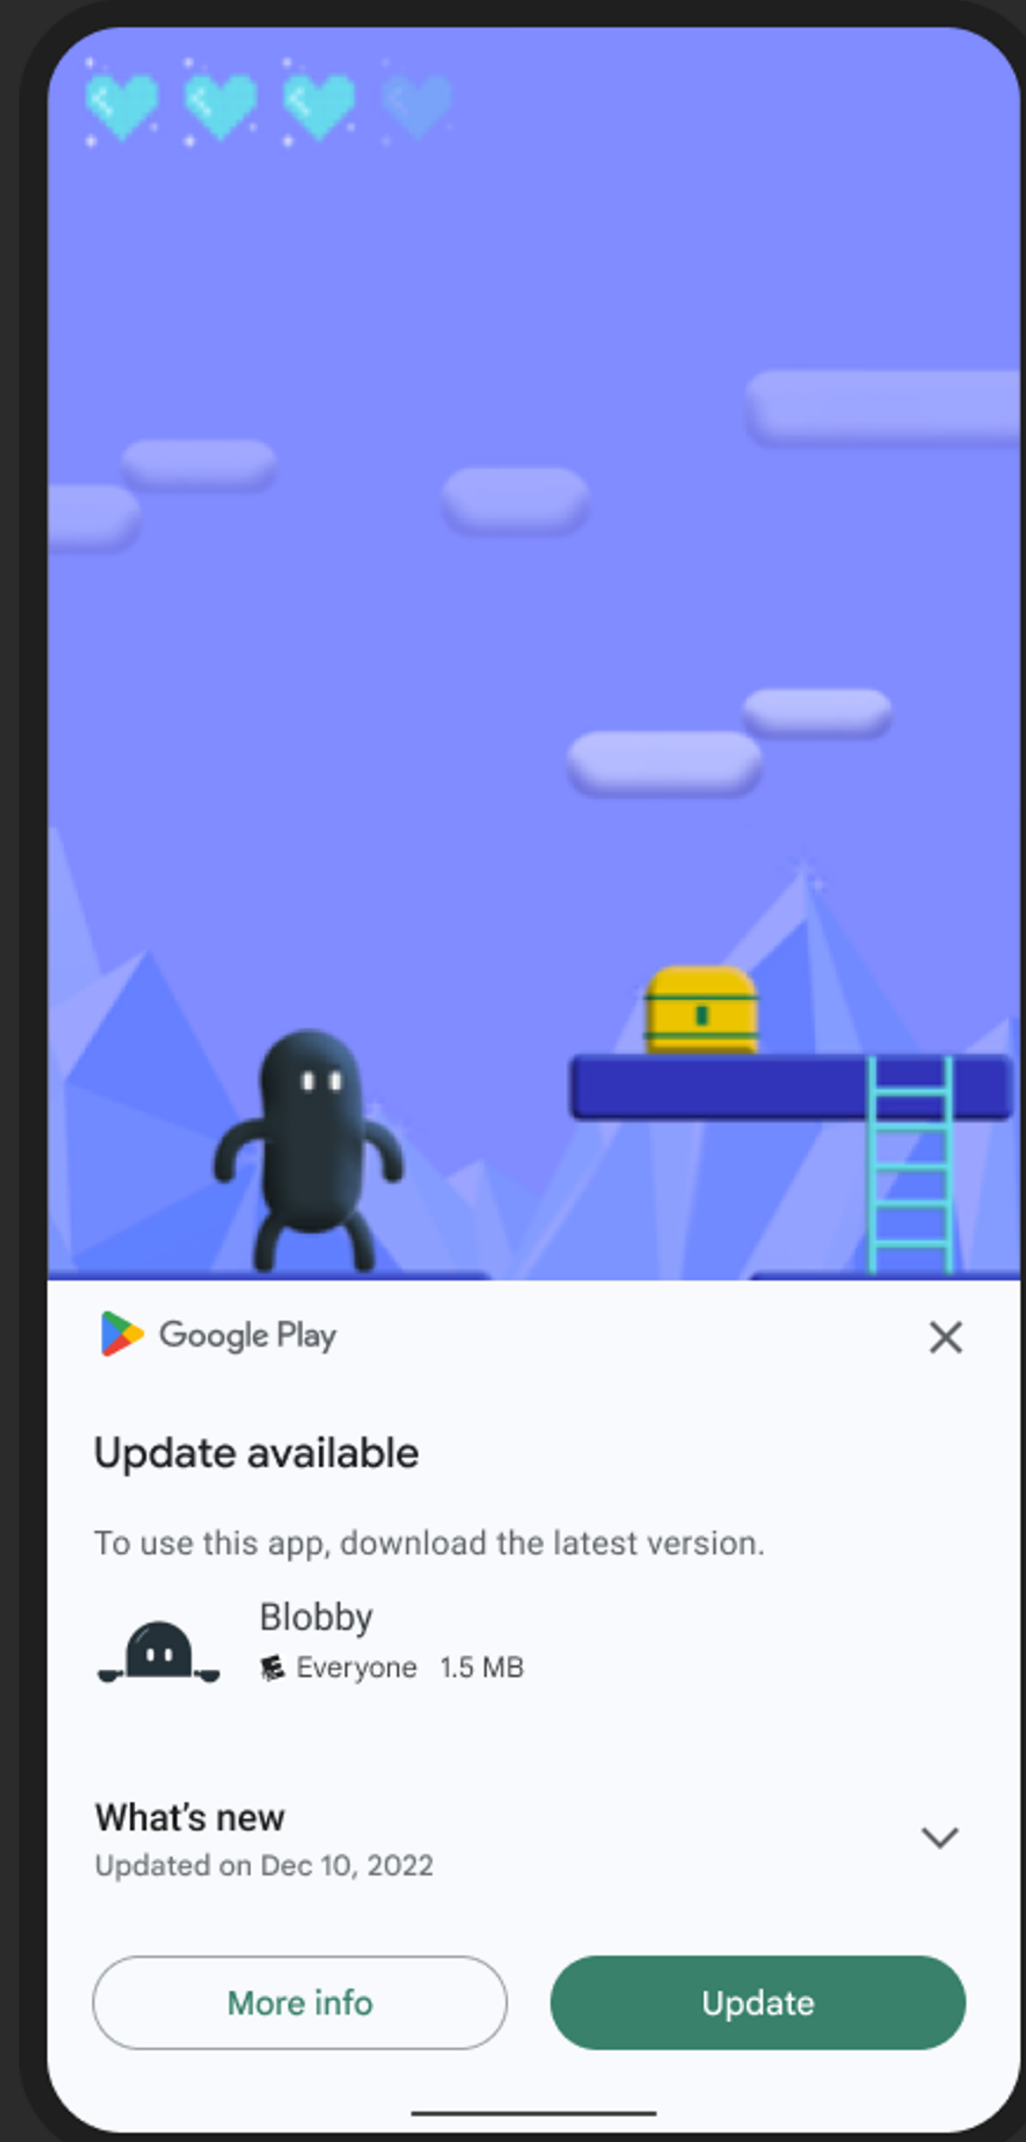 Google Play
Update available
To use this app, download the latest version.
Blobby
Everyone 1.5 MB
What's new
Updated on Dec 10, 2022
More info
Update